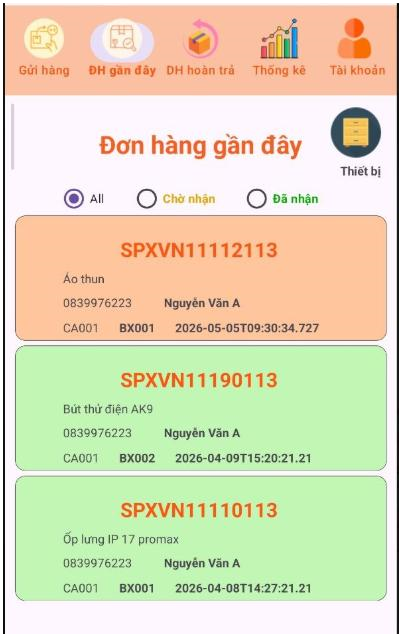 Gửi hàng ĐH gần đây DH hoàn trả Thống kê Tài khoản
Đơn hàng gần đây
Thiết bị
All Chờ nhận Đã nhận
SPXVN11112113
Áo thun
0839976223 Nguyễn Văn A
CA001 BX001 2026-05-05T09:30:34.727
SPXVN11190113
Bút thử điện AK9
0839976223 Nguyễn Văn A
CA001 BX002 2026-04-09T15:20:21.21
SPXVN11110113
Ốp lưng IP 17 promax
0839976223 Nguyễn Văn A
CA001 BX001 2026-04-08T14:27:21.21